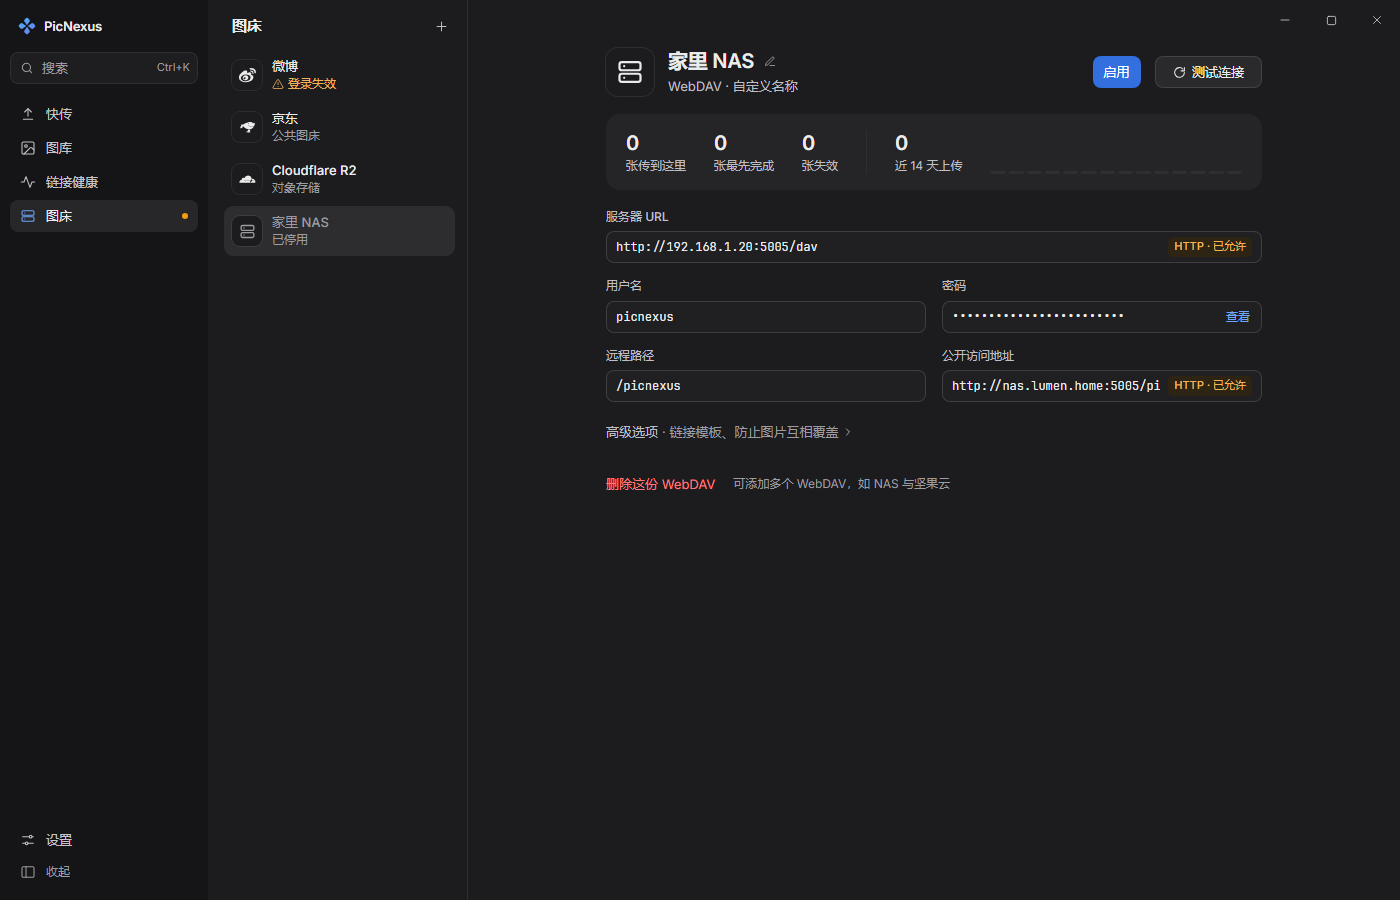 PicNexus
搜索 Ctrl+K
快传
图库
链接健康
图床
设置
收起
图床
微博
登录失效
京东
公共图床
Cloudflare R2
对象存储
家里 NAS
已停用
家里 NAS
WebDAV · 自定义名称
启用
测试连接
0 0 0 0
张传到这里 张最先完成 张失效 近 14 天上传
服务器 URL
http://192.168.1.20:5005/dav HTTP · 已允许
用户名 密码
picnexus •••••••••••••••••••••••• 查看
远程路径 公开访问地址
/picnexus http://nas.lumen.home:5005/pi HTTP · 已允许
高级选项 · 链接模板、防止图片互相覆盖
删除这份 WebDAV 可添加多个 WebDAV，如 NAS 与坚果云